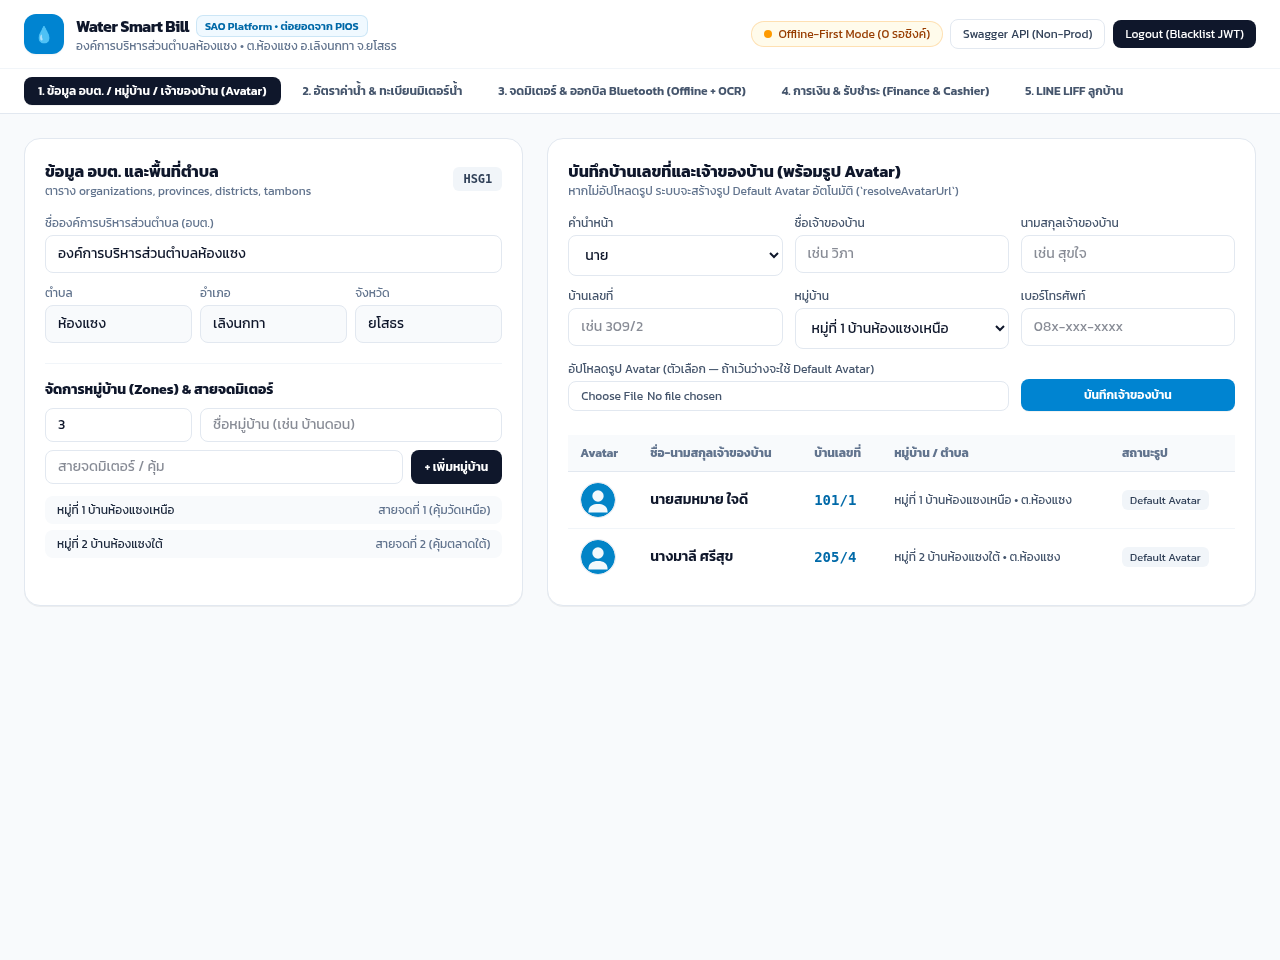 Water Smart Bill SAO Platform • ต่อยอดจาก PIOS
องค์การบริหารส่วนตำบลห้องแซง • ต.ห้องแซง อ.เลิงนกทา จ.ยโสธร
Offline-First Mode (0 รอซิงค์)
Swagger API (Non-Prod)
Logout (Blacklist JWT)
1. ข้อมูล อบต. / หมู่บ้าน / เจ้าของบ้าน (Avatar)
2. อัตราค่าน้ำ & ทะเบียนมิเตอร์น้ำ
3. จดมิเตอร์ & ออกบิล Bluetooth (Offline + OCR)
4. การเงิน & รับชำระ (Finance & Cashier)
5. LINE LIFF ลูกบ้าน
ข้อมูล อบต. และพื้นที่ตำบล
ตาราง organizations, provinces, districts, tambons
HSG1
ชื่อองค์การบริหารส่วนตำบล (อบต.)
องค์การบริหารส่วนตำบลห้องแซง
ตำบล อำเภอ จังหวัด
ห้องแซง เลิงนกทา ยโสธร
จัดการหมู่บ้าน (Zones) & สายจดมิเตอร์
3 ชื่อหมู่บ้าน (เช่น บ้านดอน)
สายจดมิเตอร์ / คุ้ม + เพิ่มหมู่บ้าน
หมู่ที่ 1 บ้านห้องแซงเหนือ สายจดที่ 1 (คุ้มวัดเหนือ)
หมู่ที่ 2 บ้านห้องแซงใต้ สายจดที่ 2 (คุ้มตลาดใต้)
บันทึกบ้านเลขที่และเจ้าของบ้าน (พร้อมรูป Avatar)
หากไม่อัปโหลดรูป ระบบจะสร้างรูป Default Avatar อัตโนมัติ (`resolveAvatarUrl`)
คำนำหน้า ชื่อเจ้าของบ้าน นามสกุลเจ้าของบ้าน
นาย เช่น วิภา เช่น สุขใจ
บ้านเลขที่ หมู่บ้าน เบอร์โทรศัพท์
เช่น 309/2 หมู่ที่ 1 บ้านห้องแซงเหนือ 08x-xxx-xxxx
อัปโหลดรูป Avatar (ตัวเลือก — ถ้าเว้นว่างจะใช้ Default Avatar)
Choose File No file chosen บันทึกเจ้าของบ้าน
Avatar ชื่อ-นามสกุลเจ้าของบ้าน บ้านเลขที่ หมู่บ้าน / ตำบล สถานะรูป
นายสมหมาย ใจดี 101/1 หมู่ที่ 1 บ้านห้องแซงเหนือ • ต.ห้องแซง Default Avatar
นางมาลี ศรีสุข 205/4 หมู่ที่ 2 บ้านห้องแซงใต้ • ต.ห้องแซง Default Avatar